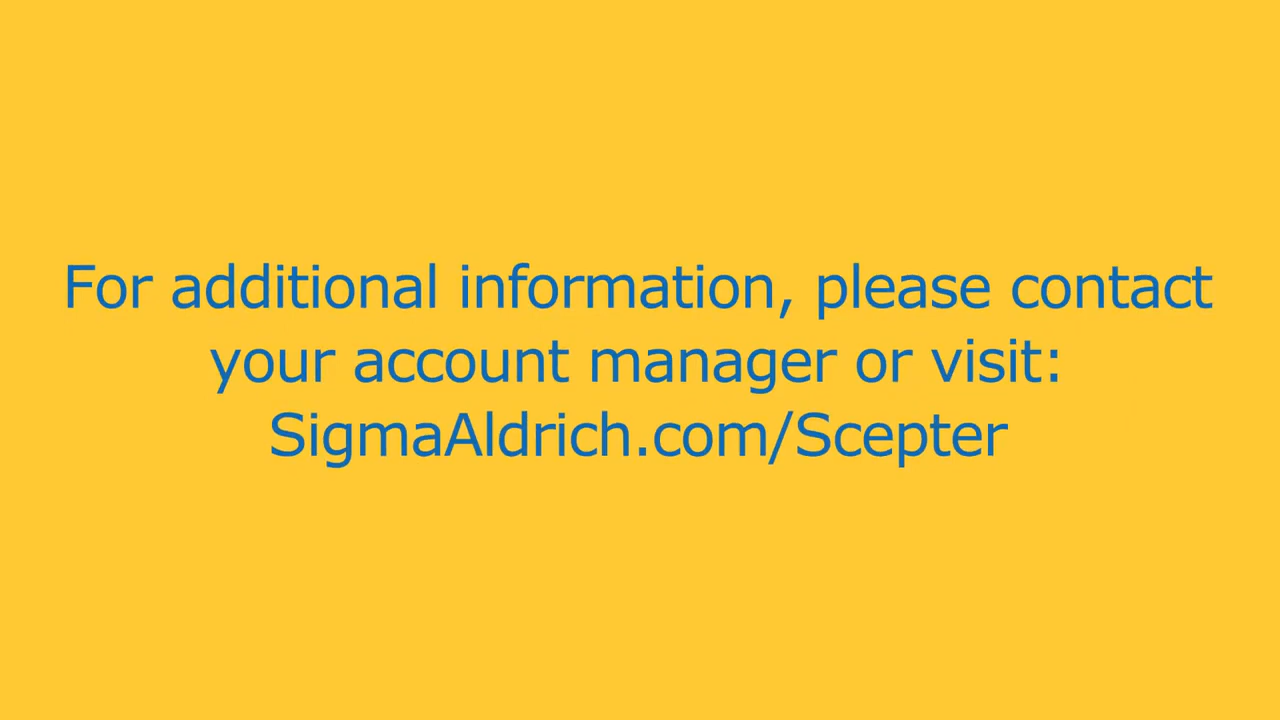 For additional information, please contact
your account manager or visit:
SigmaAldrich.com/Scepter